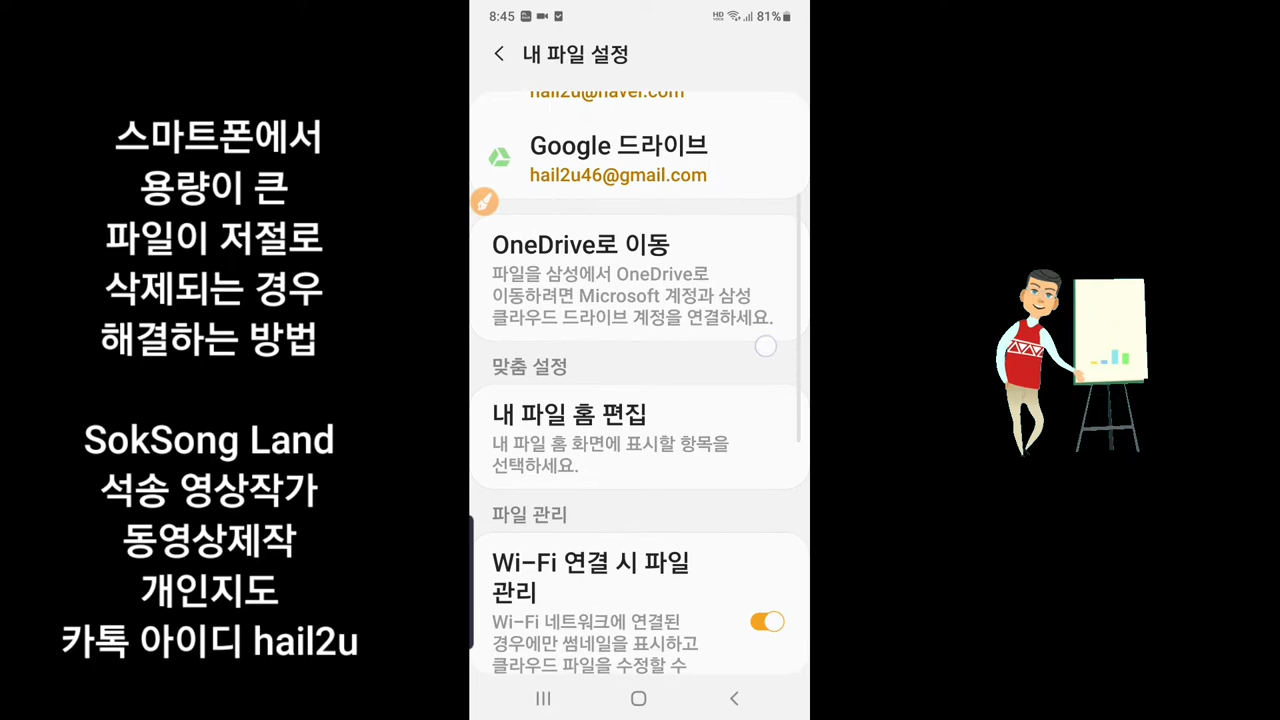 스마트폰에서
용량이 큰
파일이 저절로
삭제되는 경우
해결하는 방법
SokSong Land
석송 영상작가
동영상제작
개인지도
카톡 아이디 hail2u
8:45
HD
81%
내 파일 설정
hail2u@naver.com
Google 드라이브
hail2u46@gmail.com
OneDrive로 이동
파일을 삼성에서 OneDrive로
이동하려면 Microsoft 계정과 삼성
클라우드 드라이브 계정을 연결하세요.
맞춤 설정
내 파일 홈 편집
내 파일 홈 화면에 표시할 항목을
선택하세요.
파일 관리
Wi-Fi 연결 시 파일
관리
Wi-Fi 네트워크에 연결된
경우에만 썸네일을 표시하고
클라우드 파일을 수정할 수